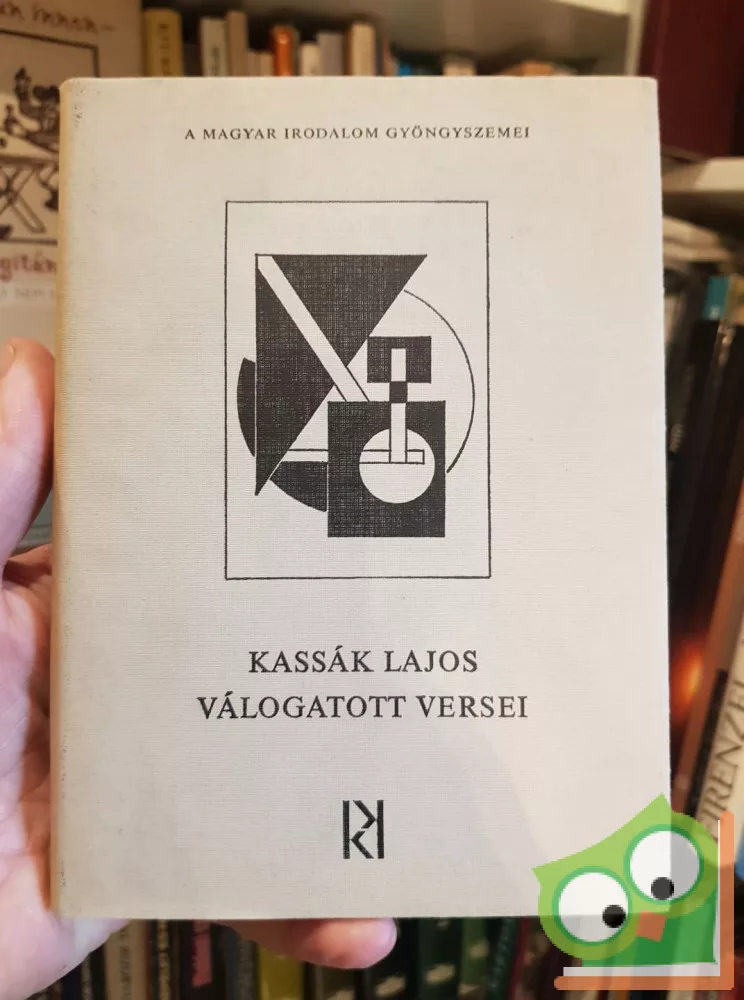 A MAGYAR IRODALOM GYÖNGYSZEMEI
KASSÁK LAJOS
VÁLOGATOTT VERSEI